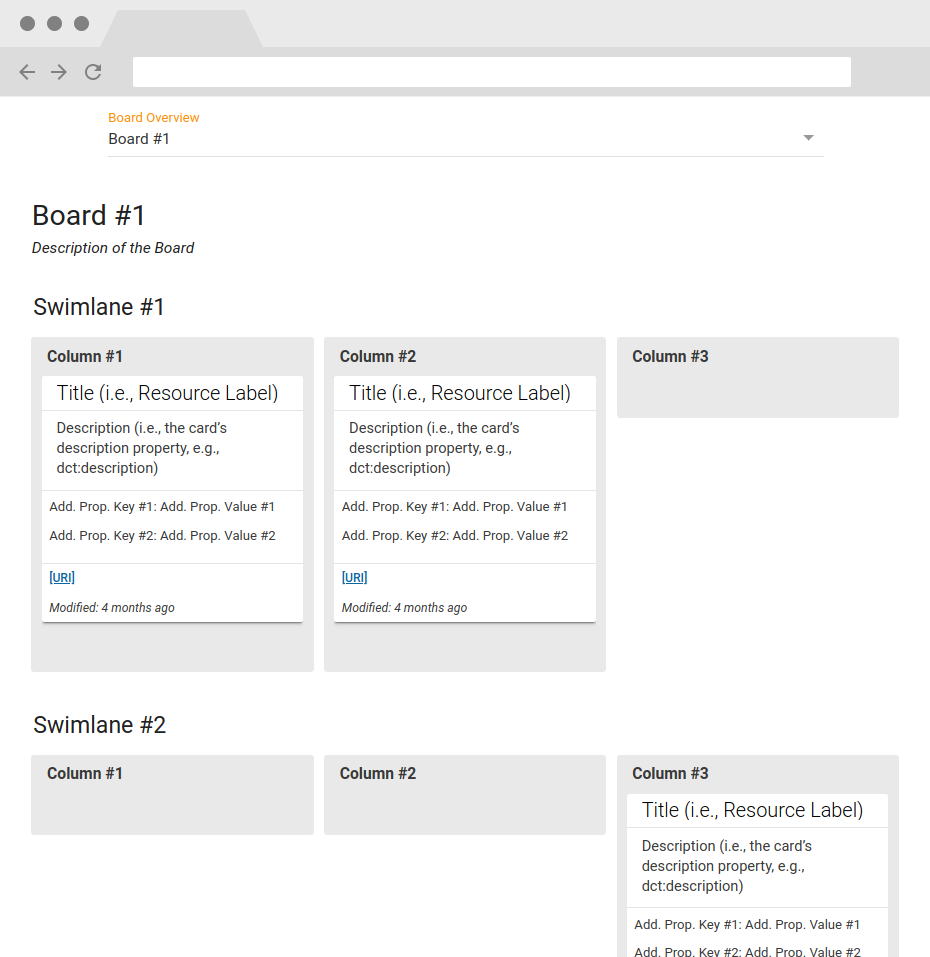 Board Overview
Board #1
Board #1
Description of the Board
Swimlane #1
Column #1
Title (i.e., Resource Label)
Description (i.e., the card’s
description property, e.g.,
dct:description)
Add. Prop. Key #1: Add. Prop. Value #1
Add. Prop. Key #2: Add. Prop. Value #2
[URI]
Modified: 4 months ago
Column #2
Title (i.e., Resource Label)
Description (i.e., the card’s
description property, e.g.,
dct:description)
Add. Prop. Key #1: Add. Prop. Value #1
Add. Prop. Key #2: Add. Prop. Value #2
[URI]
Modified: 4 months ago
Column #3
Swimlane #2
Column #1
Column #2
Column #3
Title (i.e., Resource Label)
Description (i.e., the card’s
description property, e.g.,
dct:description)
Add. Prop. Key #1: Add. Prop. Value #1
Add. Prop. Key #2: Add. Prop. Value #2